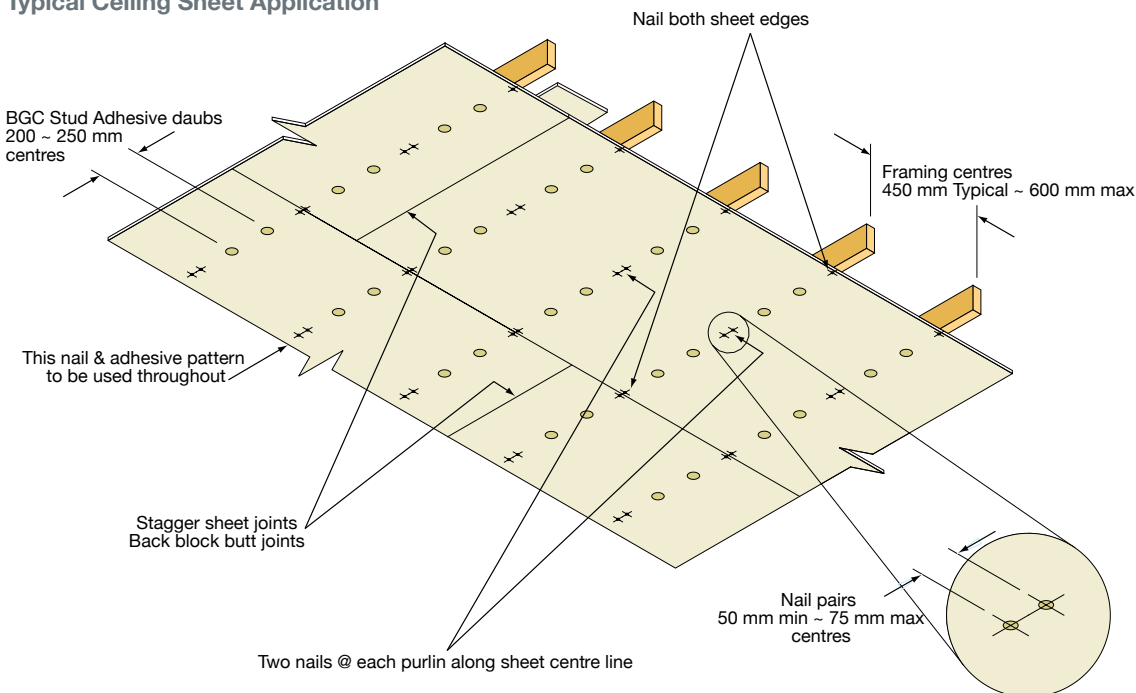 Typical Ceiling Sheet Application
Nail both sheet edges
BGC Stud Adhesive daubs
200 ~ 250 mm
centres
Framing centres
450 mm Typical ~ 600 mm max
This nail & adhesive pattern
to be used throughout
Stagger sheet joints
Back block butt joints
Nail pairs
50 mm min ~ 75 mm max
centres
Two nails @ each purlin along sheet centre line